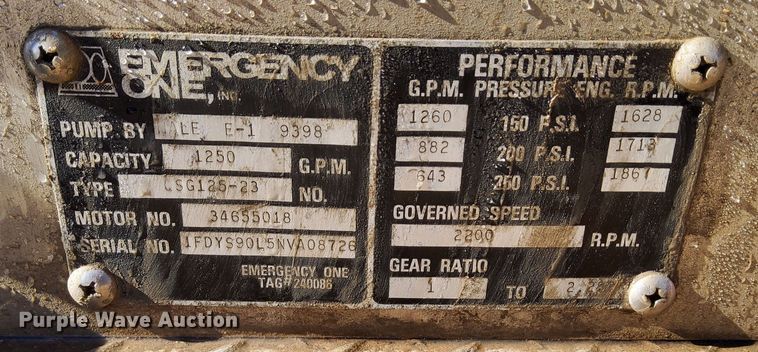 EMERGENCY
ONE, INC.
PUMP BY LE E-1 9398
CAPACITY 1250 G.P.M.
TYPE LSG125-23 NO.
MOTOR NO. 34655018
SERIAL NO. 1FDYS90L5NVA08726
EMERGENCY ONE
TAG# 240086
PERFORMANCE
G.P.M. PRESSURE ENG. R.P.M.
1260 150 P.S.I. 1628
882 200 P.S.I. 1713
643 250 P.S.I. 1867
GOVERNED SPEED
2200 R.P.M.
GEAR RATIO
1 TO
Purple Wave Auction